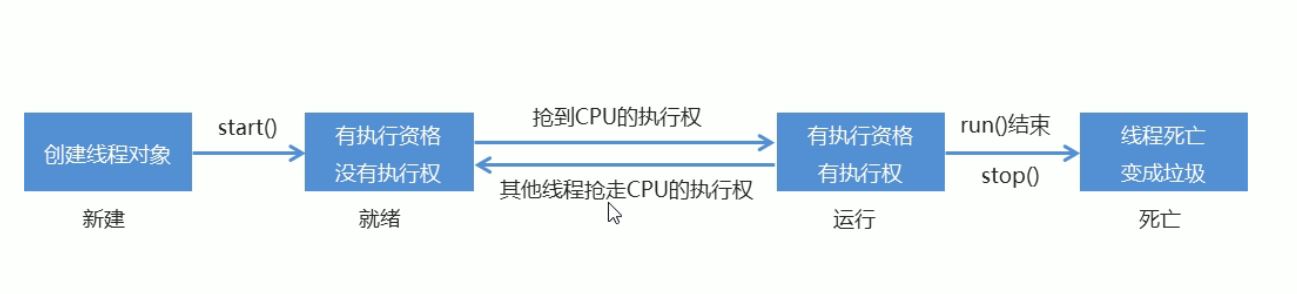 创建线程对象
新建
start()
有执行资格
没有执行权
就绪
抢到CPU的执行权
其他线程抢走CPU的执行权
有执行资格
有执行权
运行
run()结束
stop()
线程死亡
变成垃圾
死亡